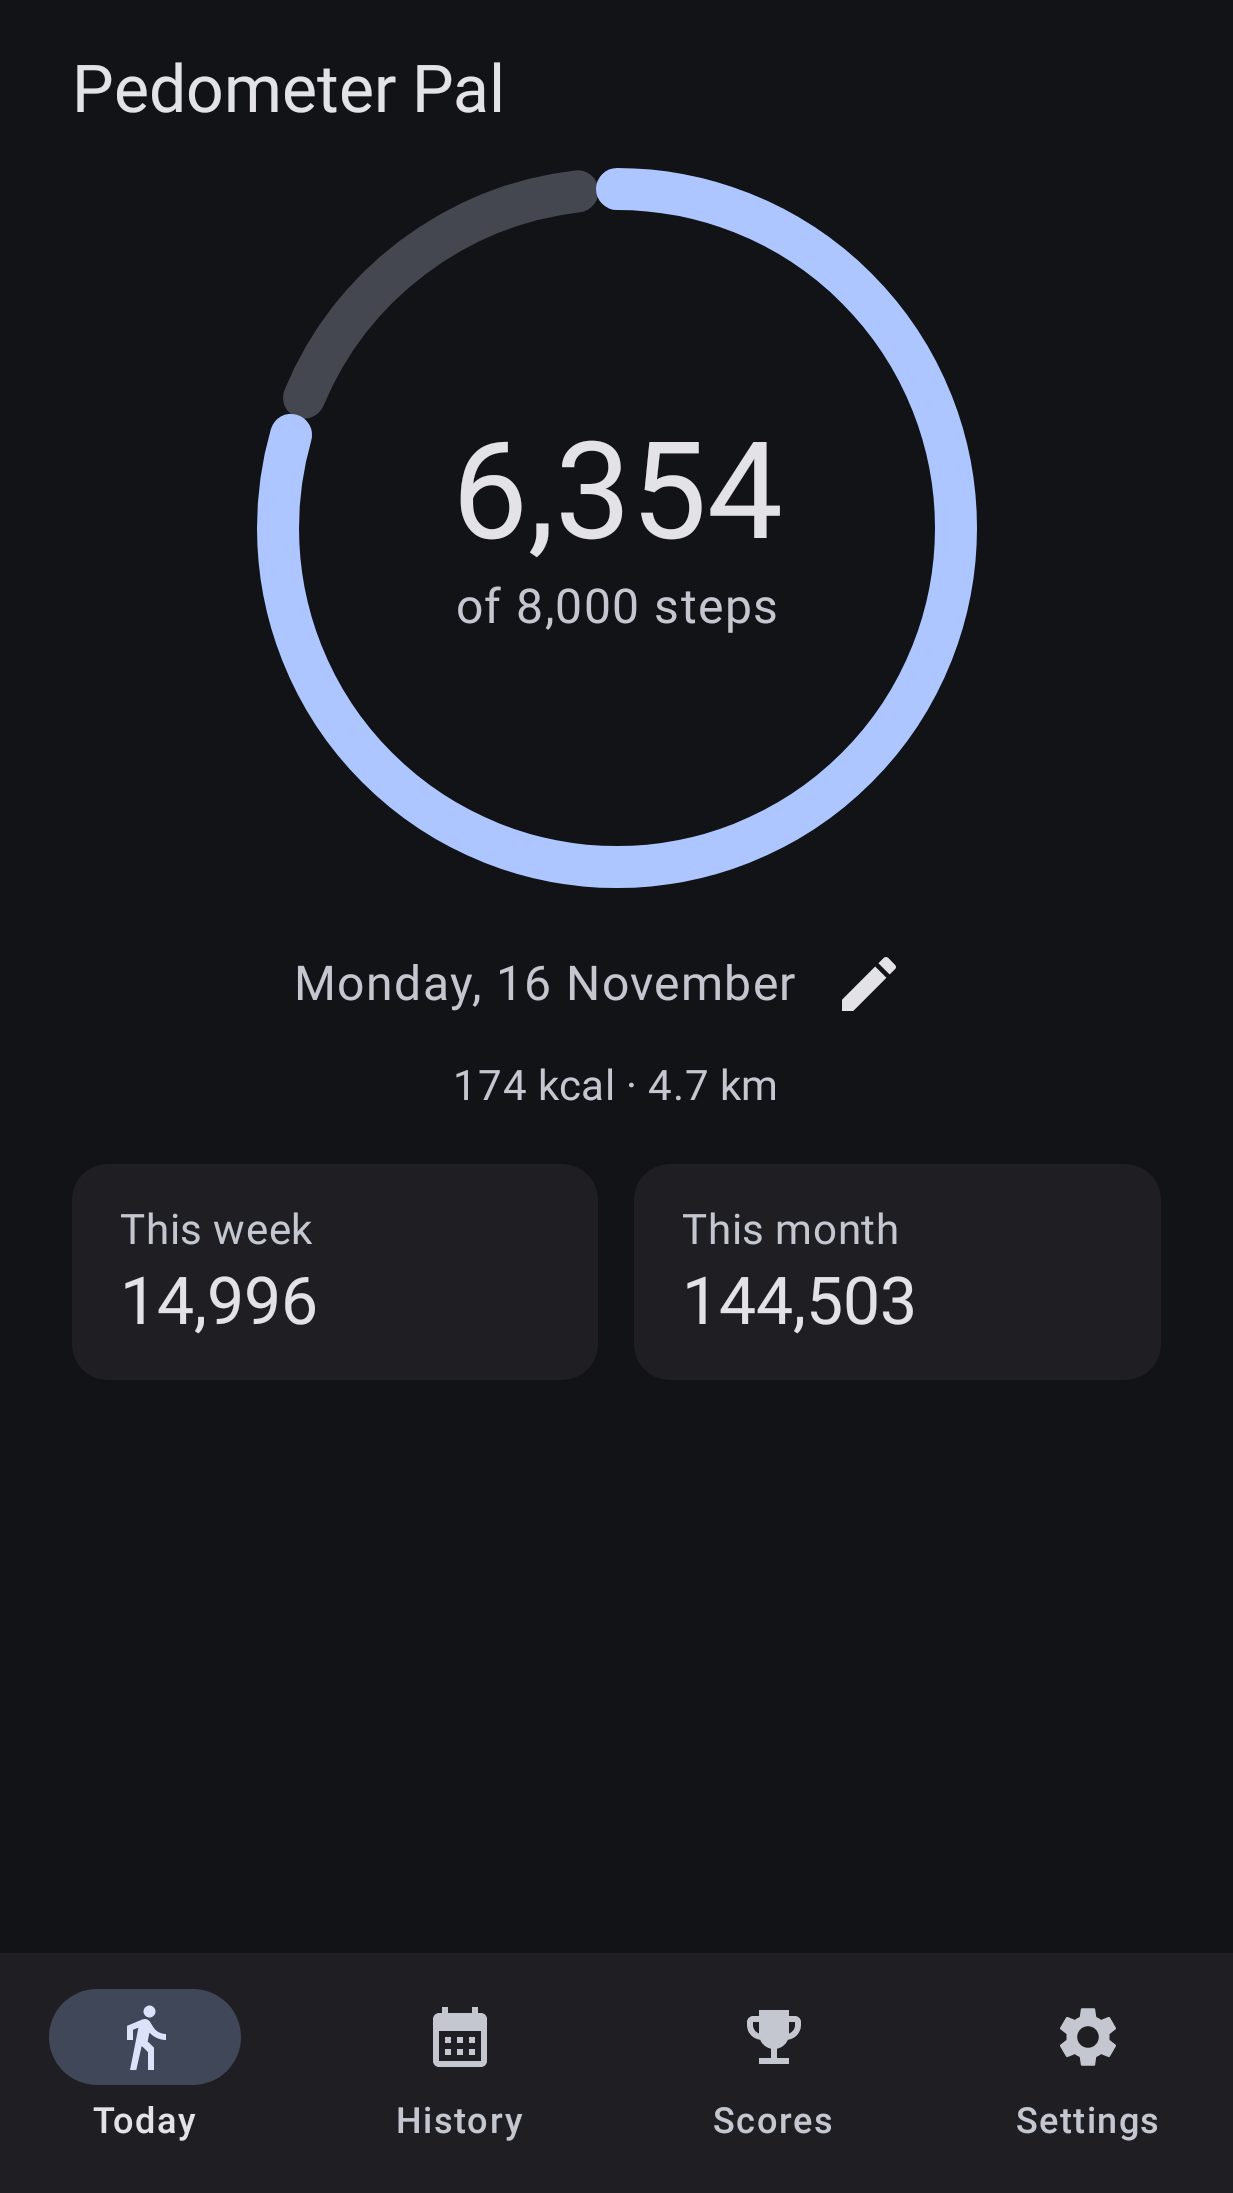 Pedometer Pal
6,354
of 8,000 steps
Monday, 16 November
174 kcal · 4.7 km
This week
14,996
This month
144,503
Today
History
Scores
Settings